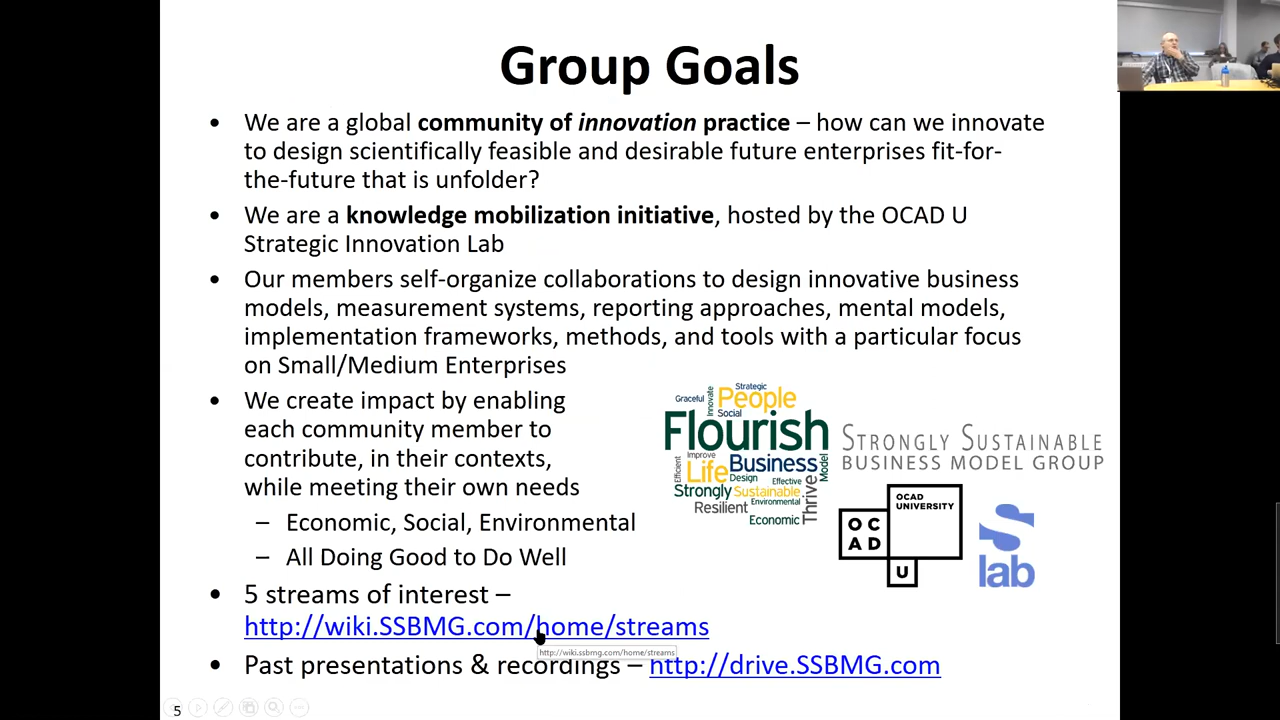 Group Goals
• We are a global community of innovation practice – how can we innovate
to design scientifically feasible and desirable future enterprises fit-for-
the-future that is unfolder?
• We are a knowledge mobilization initiative, hosted by the OCAD U
Strategic Innovation Lab
• Our members self-organize collaborations to design innovative business
models, measurement systems, reporting approaches, mental models,
implementation frameworks, methods, and tools with a particular focus
on Small/Medium Enterprises
• We create impact by enabling
each community member to
contribute, in their contexts,
while meeting their own needs
– Economic, Social, Environmental
– All Doing Good to Do Well
• 5 streams of interest –
http://wiki.SSBMG.com/home/streams
http://wiki.ssbmg.com/home/streams
• Past presentations & recordings – http://drive.SSBMG.com
Strategic
Graceful
Innovate
People
Social
Flourish
Improve
Efficient
Life
Business
Model
Design
Effective
Strongly
Sustainable
Environmental
Resilient
Thrive
Economic
STRONGLY SUSTAINABLE
BUSINESS MODEL GROUP
OCAD
UNIVERSITY
OC
AD
U
S
lab
5